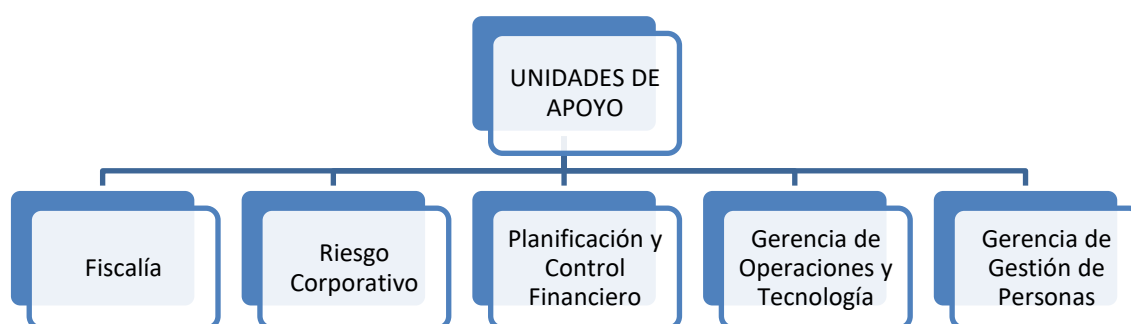 UNIDADES DE
APOYO
Fiscalía
Riesgo
Corporativo
Planificación y
Control
Financiero
Gerencia de
Operaciones y
Tecnología
Gerencia de
Gestión de
Personas